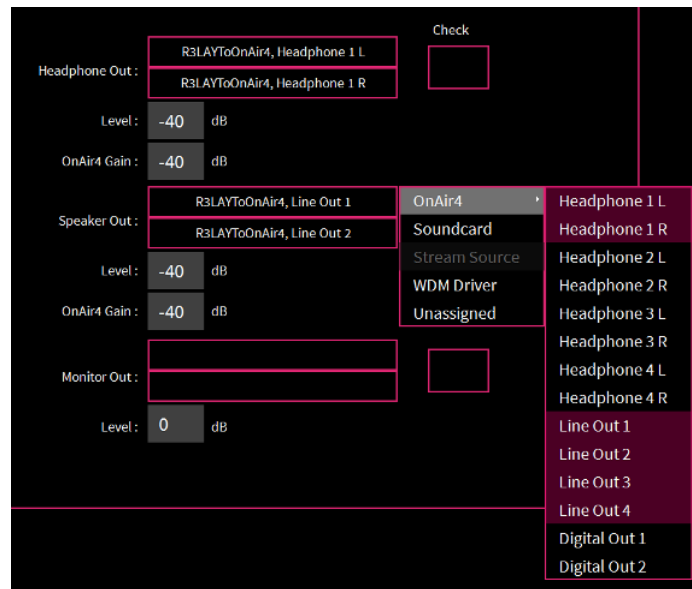 Check
R3LAYToOnAir4, Headphone 1 L
Headphone Out :
R3LAYToOnAir4, Headphone 1 R
Level : -40 dB
OnAir4 Gain : -40 dB
R3LAYToOnAir4, Line Out 1
Speaker Out :
R3LAYToOnAir4, Line Out 2
Level : -40 dB
OnAir4 Gain : -40 dB
Monitor Out :
Level : 0 dB
OnAir4
Soundcard
Stream Source
WDM Driver
Unassigned
Headphone 1 L
Headphone 1 R
Headphone 2 L
Headphone 2 R
Headphone 3 L
Headphone 3 R
Headphone 4 L
Headphone 4 R
Line Out 1
Line Out 2
Line Out 3
Line Out 4
Digital Out 1
Digital Out 2